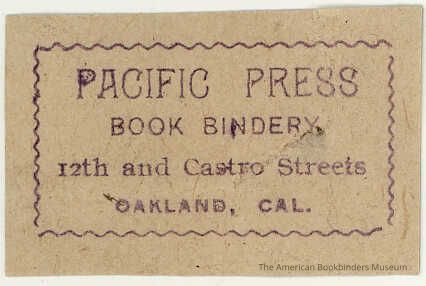 PACIFIC PRESS
BOOK BINDERY
12th and Castro Streets
OAKLAND, CAL.
The American Bookbinders Museum